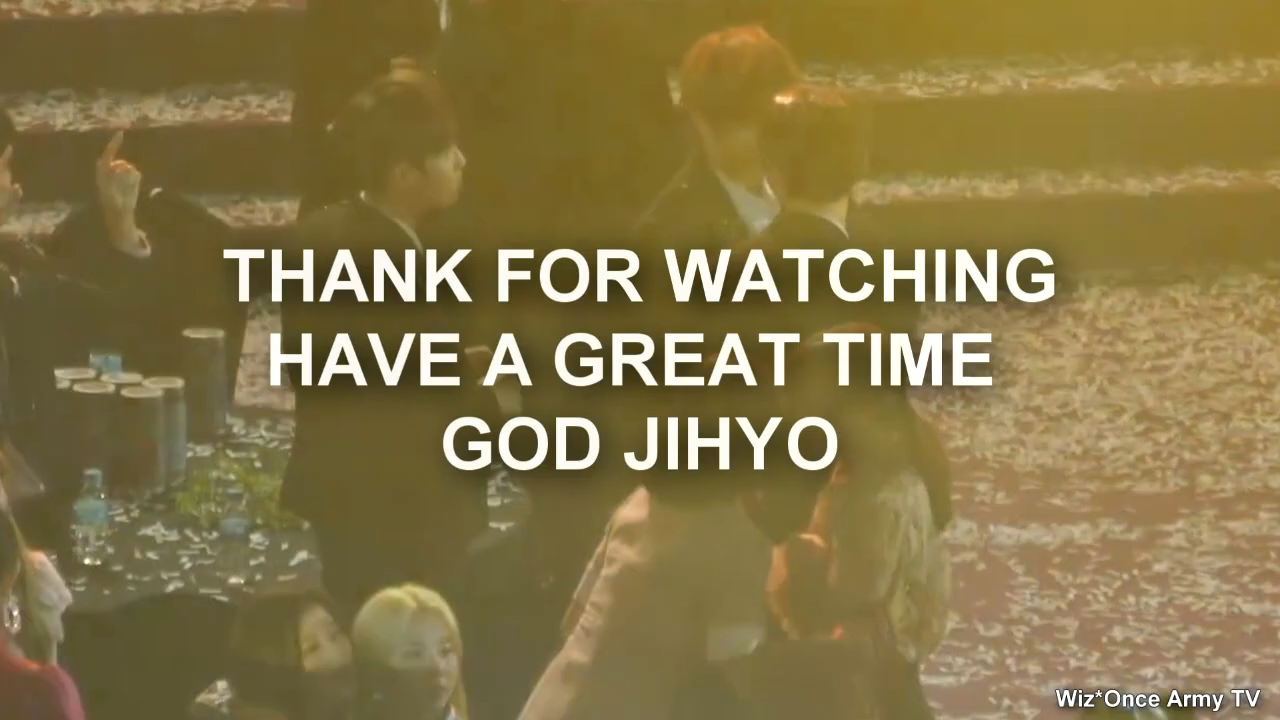 THANK FOR WATCHING
HAVE A GREAT TIME
GOD JIHYO
Wiz*Once Army TV